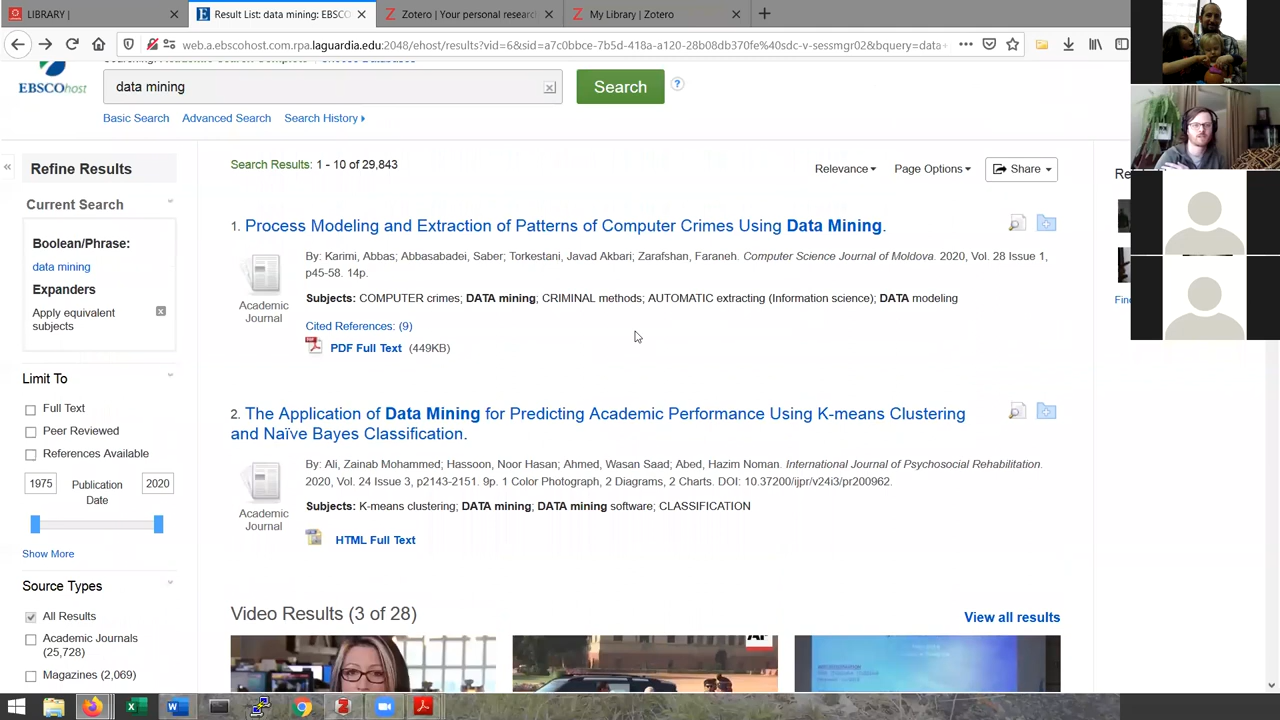 LIBRARY |
Result List: data mining: EBSCO
Zotero | Your personal researc
My Library | Zotero
web.a.ebscohost.com.rpa.laguardia.edu:2048/ehost/results?vid=6&sid=a7c0bbce-7b5d-418a-a120-28b08db370fe%40sdc-v-sessmgr02&bquery=data-
Searching: Academic Search Complete | Choose Databases
EBSCOhost
data mining
Search
?
Basic Search Advanced Search Search History
Refine Results
Current Search
Boolean/Phrase:
data mining
Expanders
Apply equivalent
subjects
Limit To
Full Text
Peer Reviewed
References Available
1975 Publication Date 2020
Show More
Source Types
All Results
Academic Journals
(25,728)
Magazines (2,069)
Search Results: 1 - 10 of 29,843
Relevance Page Options Share
1. Process Modeling and Extraction of Patterns of Computer Crimes Using Data Mining.
By: Karimi, Abbas; Abbasabadei, Saber; Torkestani, Javad Akbari; Zarafshan, Faraneh. Computer Science Journal of Moldova. 2020, Vol. 28 Issue 1,
p45-58. 14p.
Academic
Journal
Subjects: COMPUTER crimes; DATA mining; CRIMINAL methods; AUTOMATIC extracting (Information science); DATA modeling
Cited References: (9)
PDF Full Text (449KB)
2. The Application of Data Mining for Predicting Academic Performance Using K-means Clustering
and Naïve Bayes Classification.
By: Ali, Zainab Mohammed; Hassoon, Noor Hasan; Ahmed, Wasan Saad; Abed, Hazim Noman. International Journal of Psychosocial Rehabilitation.
2020, Vol. 24 Issue 3, p2143-2151. 9p. 1 Color Photograph, 2 Diagrams, 2 Charts. DOI: 10.37200/ijpr/v24i3/pr200962.
Academic
Journal
Subjects: K-means clustering; DATA mining; DATA mining software; CLASSIFICATION
HTML Full Text
Video Results (3 of 28)
View all results
AP
Re
Fin